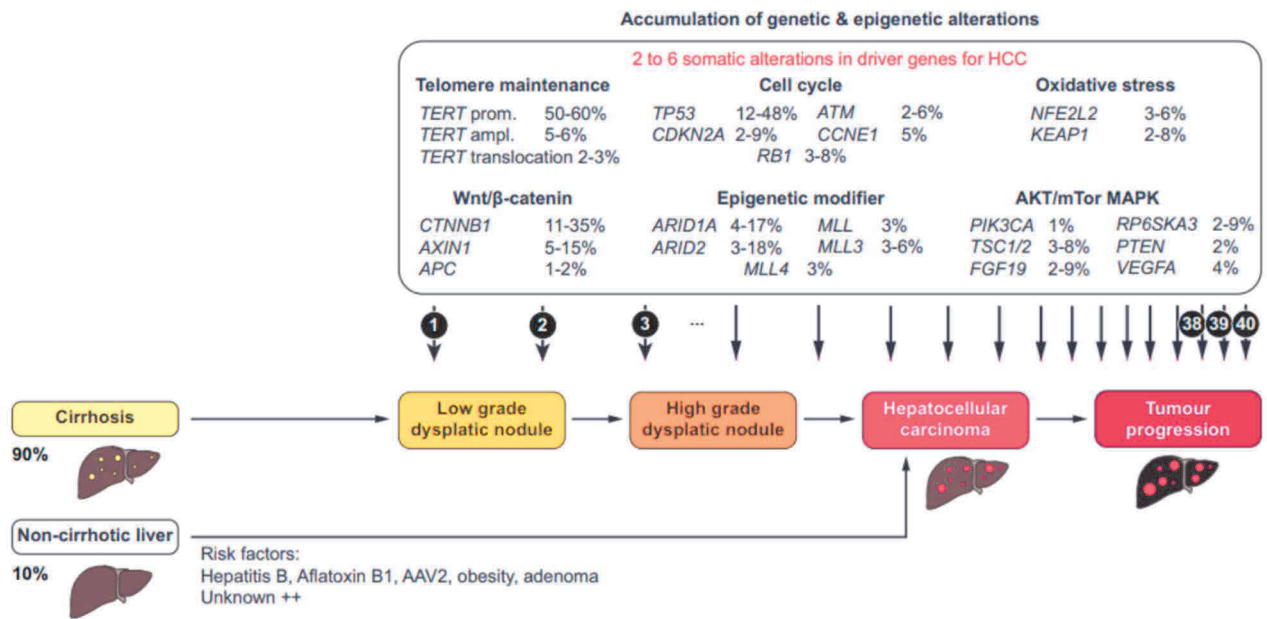 Accumulation of genetic & epigenetic alterations
2 to 6 somatic alterations in driver genes for HCC
Telomere maintenance
TERT prom. 50-60%
TERT ampl. 5-6%
TERT translocation 2-3%
Cell cycle
TP53 12-48% ATM 2-6%
CDKN2A 2-9% CCNE1 5%
RB1 3-8%
Oxidative stress
NFE2L2 3-6%
KEAP1 2-8%
Wnt/β-catenin
CTNNB1 11-35%
AXIN1 5-15%
APC 1-2%
Epigenetic modifier
ARID1A 4-17% MLL 3%
ARID2 3-18% MLL3 3-6%
MLL4 3%
AKT/mTor MAPK
PIK3CA 1% RP6SKA3 2-9%
TSC1/2 3-8% PTEN 2%
FGF19 2-9% VEGFA 4%
1 2 3 ... 38 39 40
Cirrhosis
90%
Low grade
dysplatic nodule
High grade
dysplatic nodule
Hepatocellular
carcinoma
Tumour
progression
Non-cirrhotic liver
10%
Risk factors:
Hepatitis B, Aflatoxin B1, AAV2, obesity, adenoma
Unknown ++